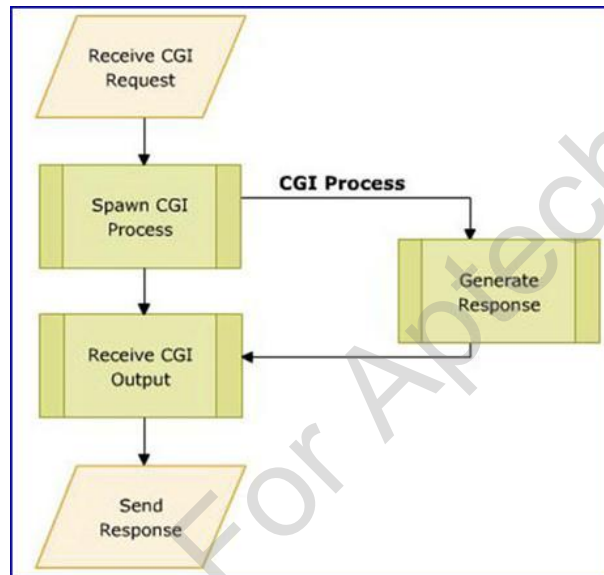 Receive CGI
Request
CGI Process
Spawn CGI
Process
Generate
Response
Receive CGI
Output
Send
Response
For Aptech